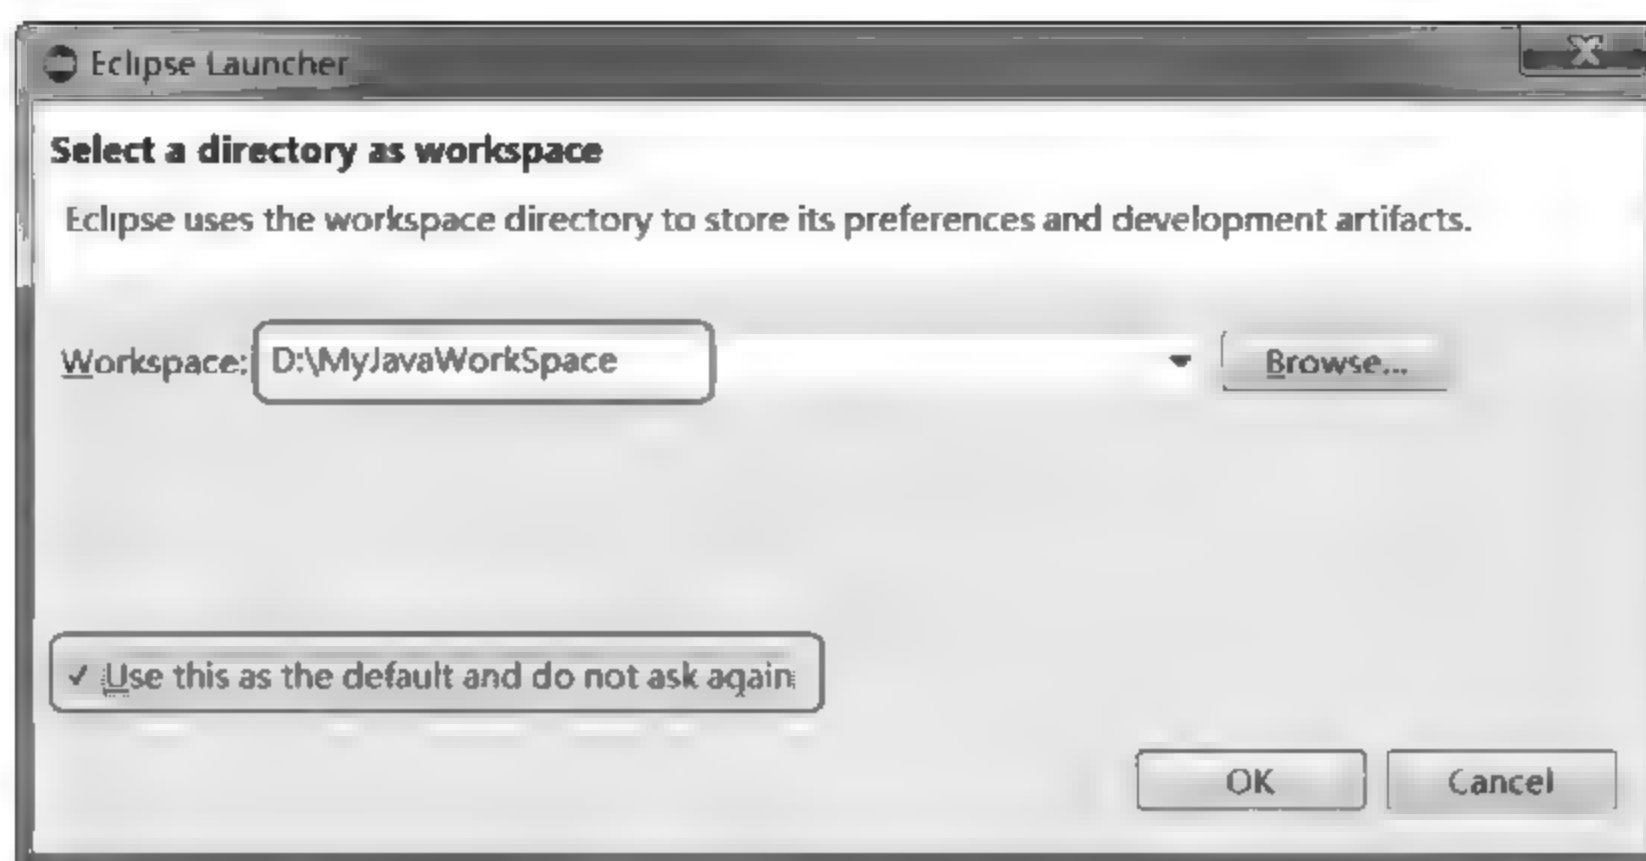 Eclipse Launcher
Select a directory as workspace
Eclipse uses the workspace directory to store its preferences and development artifacts.
Workspace: D:\MyJavaWorkSpace Browse...
Use this as the default and do not ask again
OK Cancel